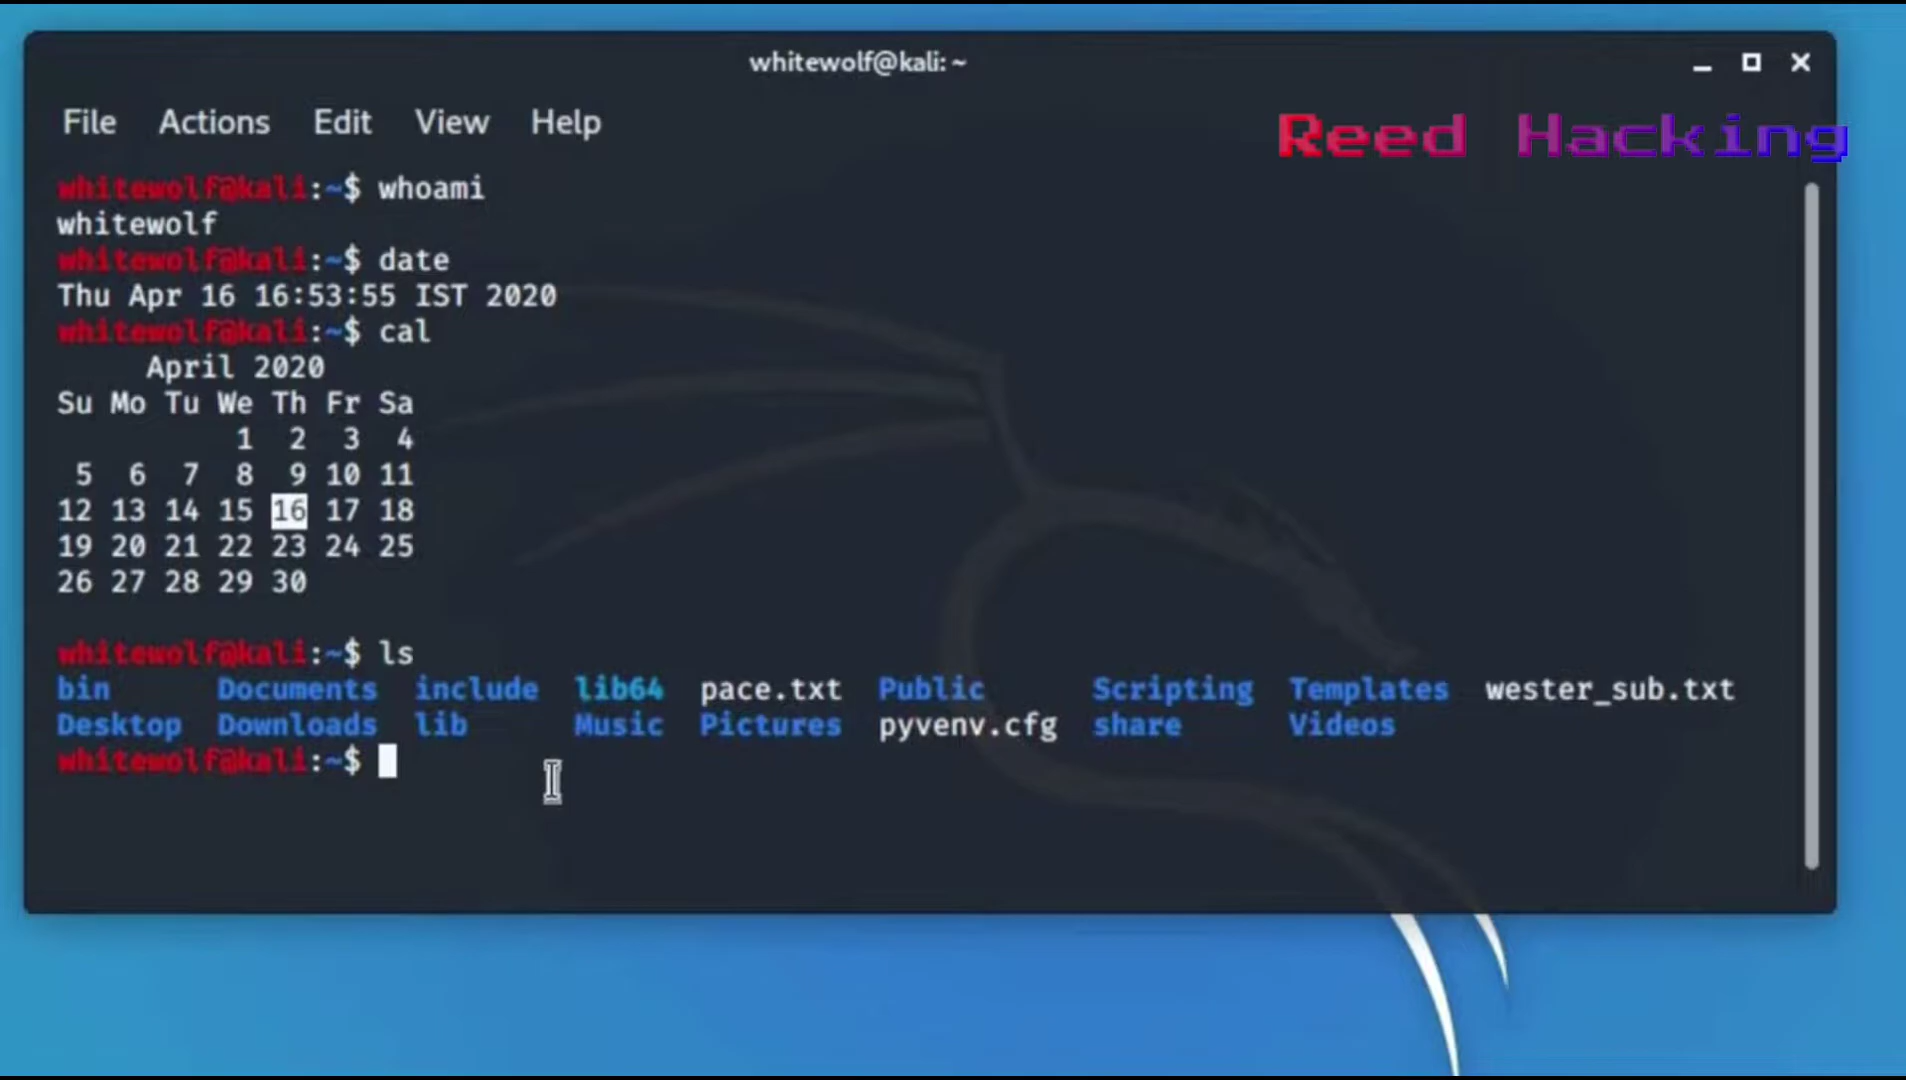 whitewolf@kali: ~
File Actions Edit View Help
Reed Hacking
whitewolf@kali:~$ whoami
whitewolf
whitewolf@kali:~$ date
Thu Apr 16 16:53:55 IST 2020
whitewolf@kali:~$ cal
April 2020
Su Mo Tu We Th Fr Sa
1 2 3 4
5 6 7 8 9 10 11
12 13 14 15 16 17 18
19 20 21 22 23 24 25
26 27 28 29 30
whitewolf@kali:~$ ls
bin Documents include lib64 pace.txt Public Scripting Templates wester_sub.txt
Desktop Downloads lib Music Pictures pyvenv.cfg share Videos
whitewolf@kali:~$